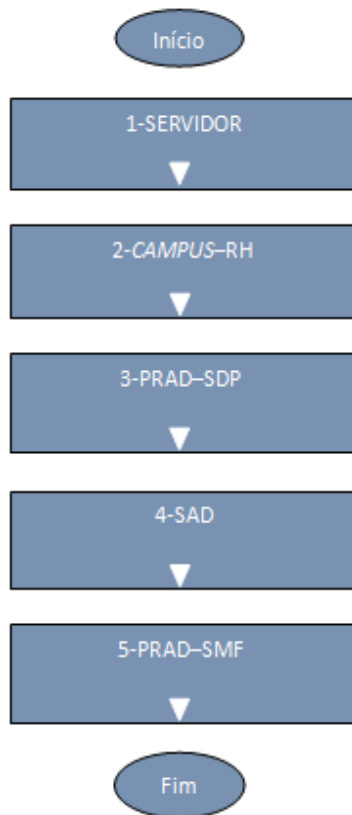 Início
1-SERVIDOR
2-CAMPUS–RH
3-PRAD–SDP
4-SAD
5-PRAD–SMF
Fim